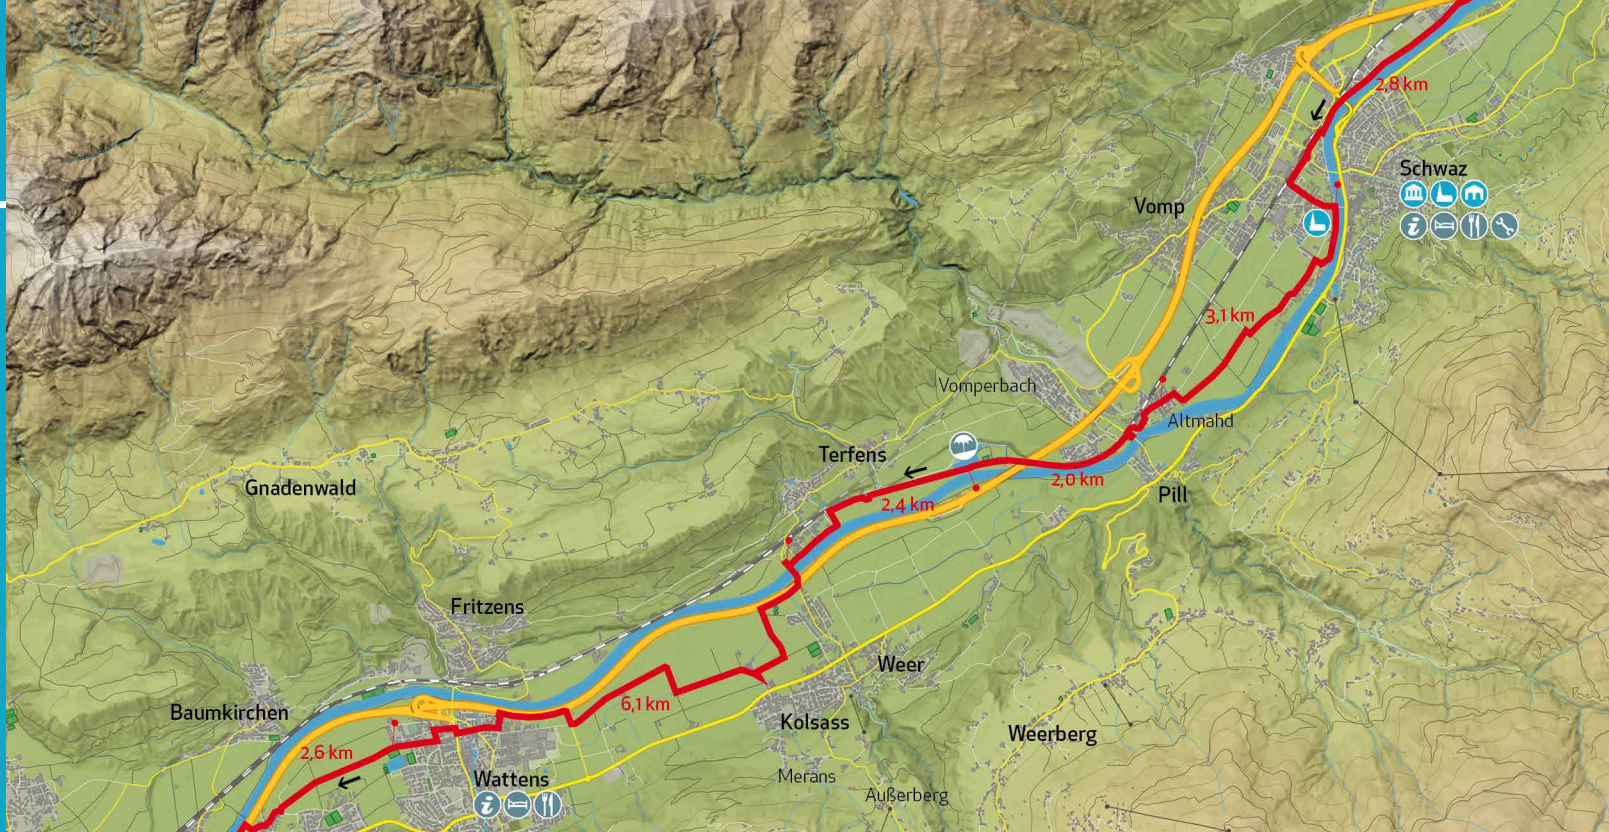 2,8 km
Schwaz
Vomp
3,1 km
Vomperbach
Altmahd
Terfens
2,0 km
Gnadenwald
Pill
2,4 km
Fritzens
Weer
6,1 km
Baumkirchen
Kolsass
Weerberg
2,6 km
Merans
Wattens
Außerberg
i
i